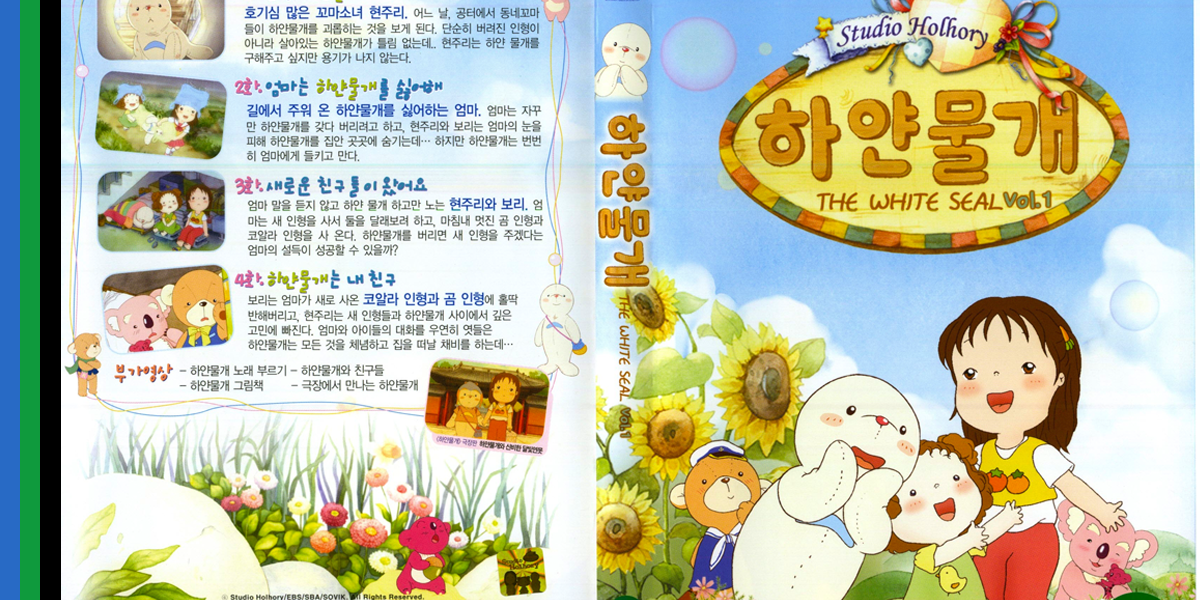 호기심 많은 꼬마소녀 현주리. 어느 날, 공터에서 동네꼬마
들이 하얀물개를 괴롭히는 것을 보게 된다. 단순히 버려진 인형이
아니라 살아있는 하얀물개가 틀림 없는데.. 현주리는 하얀 물개를
구해주고 싶지만 용기가 나지 않는다.
2화. 엄마는 하얀물개를 싫어해
길에서 주워 온 하얀물개를 싫어하는 엄마. 엄마는 자꾸
만 하얀물개를 갖다 버리려고 하고, 현주리와 보리는 엄마의 눈을
피해 하얀물개를 집안 곳곳에 숨기는데… 하지만 하얀물개는 번번
히 엄마에게 들키고 만다.
3화. 새로운 친구들이 왔어요
엄마 말을 듣지 않고 하얀 물개 하고만 노는 현주리와 보리. 엄
마는 새 인형을 사서 둘을 달래보려 하고, 마침내 멋진 곰 인형과
코알라 인형을 사 온다. 하얀물개를 버리면 새 인형을 주겠다는
엄마의 설득이 성공할 수 있을까?
4화. 하얀물개는 내 친구
보리는 엄마가 새로 사온 코알라 인형과 곰 인형에 홀딱
반해버리고, 현주리는 새 인형들과 하얀물개 사이에서 깊은
고민에 빠진다. 엄마와 아이들의 대화를 우연히 엿들은
하얀물개는 모든 것을 체념하고 집을 떠날 채비를 하는데…
부가영상
– 하얀물개 노래 부르기 – 하얀물개와 친구들
– 하얀물개 그림책 – 극장에서 만나는 하얀물개
(하얀물개) 극장판 하얀물개와 신비한 달빛연못
© Studio Holhory/EBS/SBA/SOVIK. All Rights Reserved.
하얀물개
THE WHITE SEAL Vol.1
Studio Holhory
하얀물개
THE WHITE SEAL Vol.1